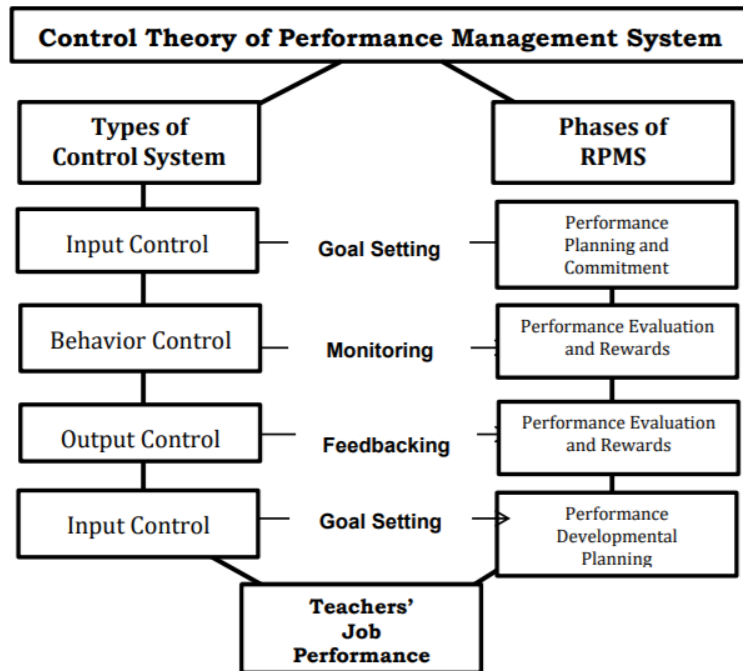 Control Theory of Performance Management System
Types of
Control System
Phases of
RPMS
Input Control
Goal Setting
Performance
Planning and
Commitment
Behavior Control
Monitoring
Performance Evaluation
and Rewards
Output Control
Feedbacking
Performance Evaluation
and Rewards
Input Control
Goal Setting
Performance
Developmental
Planning
Teachers’
Job
Performance